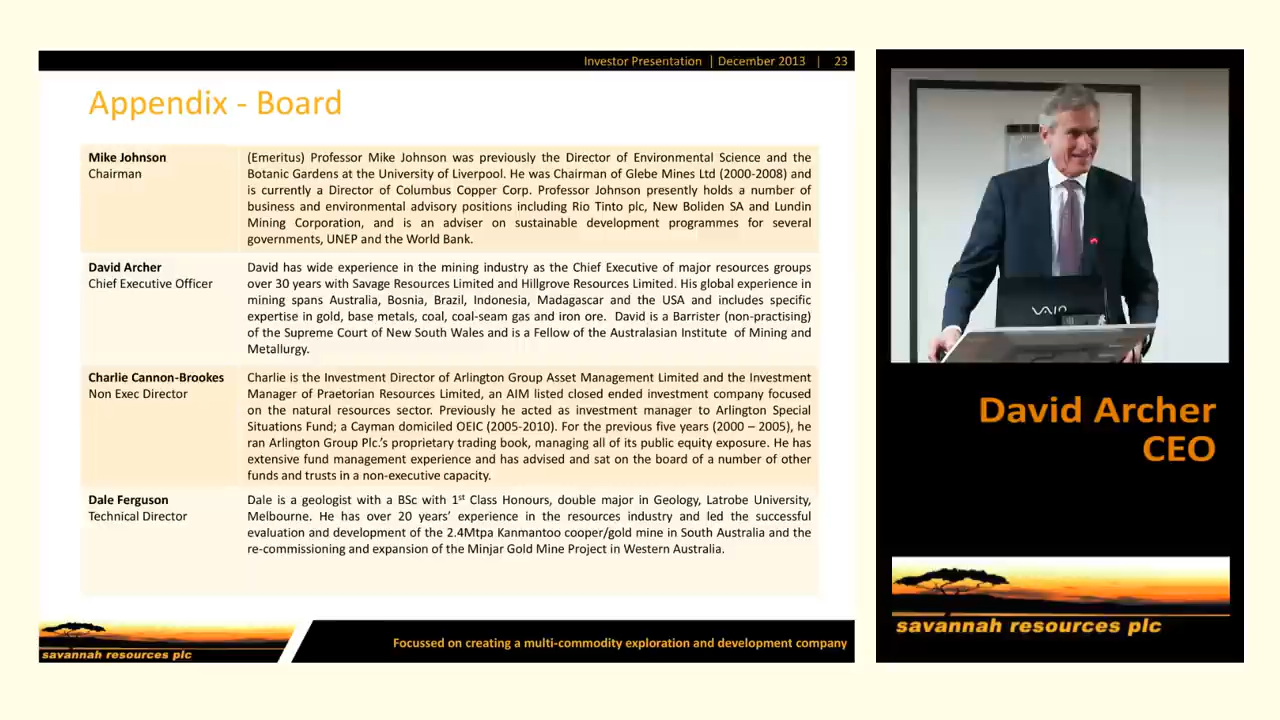 Investor Presentation | December 2013 | 23
Appendix - Board
Mike Johnson
Chairman
(Emeritus) Professor Mike Johnson was previously the Director of Environmental Science and the
Botanic Gardens at the University of Liverpool. He was Chairman of Glebe Mines Ltd (2000-2008) and
is currently a Director of Columbus Copper Corp. Professor Johnson presently holds a number of
business and environmental advisory positions including Rio Tinto plc, New Boliden SA and Lundin
Mining Corporation, and is an adviser on sustainable development programmes for several
governments, UNEP and the World Bank.
David Archer
Chief Executive Officer
David has wide experience in the mining industry as the Chief Executive of major resources groups
over 30 years with Savage Resources Limited and Hillgrove Resources Limited. His global experience in
mining spans Australia, Bosnia, Brazil, Indonesia, Madagascar and the USA and includes specific
expertise in gold, base metals, coal, coal-seam gas and iron ore. David is a Barrister (non-practising)
of the Supreme Court of New South Wales and is a Fellow of the Australasian Institute of Mining and
Metallurgy.
Charlie Cannon-Brookes
Non Exec Director
Charlie is the Investment Director of Arlington Group Asset Management Limited and the Investment
Manager of Praetorian Resources Limited, an AIM listed closed ended investment company focused
on the natural resources sector. Previously he acted as investment manager to Arlington Special
Situations Fund; a Cayman domiciled OEIC (2005-2010). For the previous five years (2000 – 2005), he
ran Arlington Group Plc.'s proprietary trading book, managing all of its public equity exposure. He has
extensive fund management experience and has advised and sat on the board of a number of other
funds and trusts in a non-executive capacity.
Dale Ferguson
Technical Director
Dale is a geologist with a BSc with 1st Class Honours, double major in Geology, Latrobe University,
Melbourne. He has over 20 years' experience in the resources industry and led the successful
evaluation and development of the 2.4Mtpa Kanmantoo cooper/gold mine in South Australia and the
re-commissioning and expansion of the Minjar Gold Mine Project in Western Australia.
savannah resources plc
Focussed on creating a multi-commodity exploration and development company
VAIO
David Archer
CEO
savannah resources plc